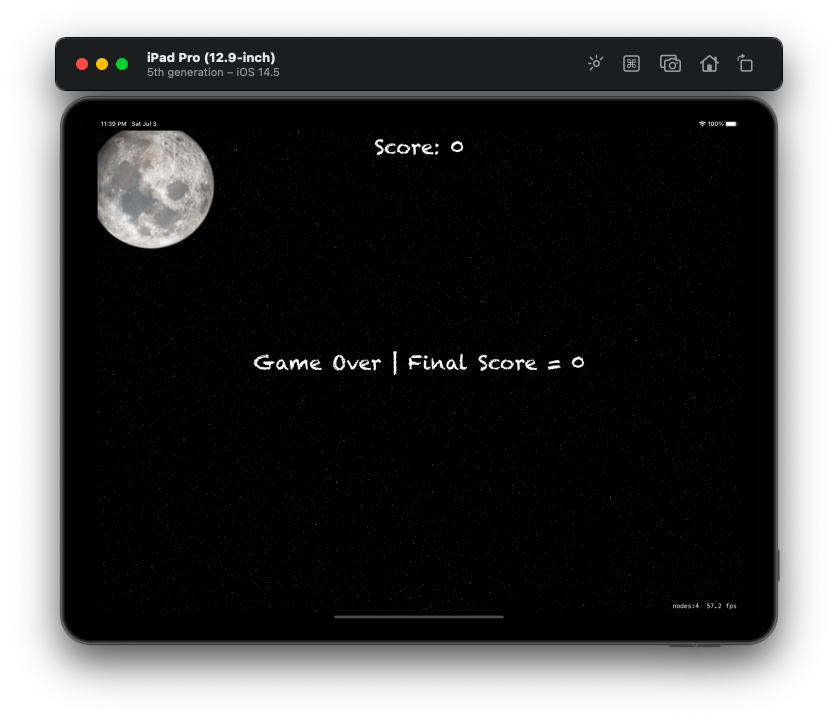 iPad Pro (12.9-inch)
5th generation – iOS 14.5
11:39 PM Sat Jul 3
100%
Score: 0
Game Over | Final Score = 0
nodes:4 57.2 fps